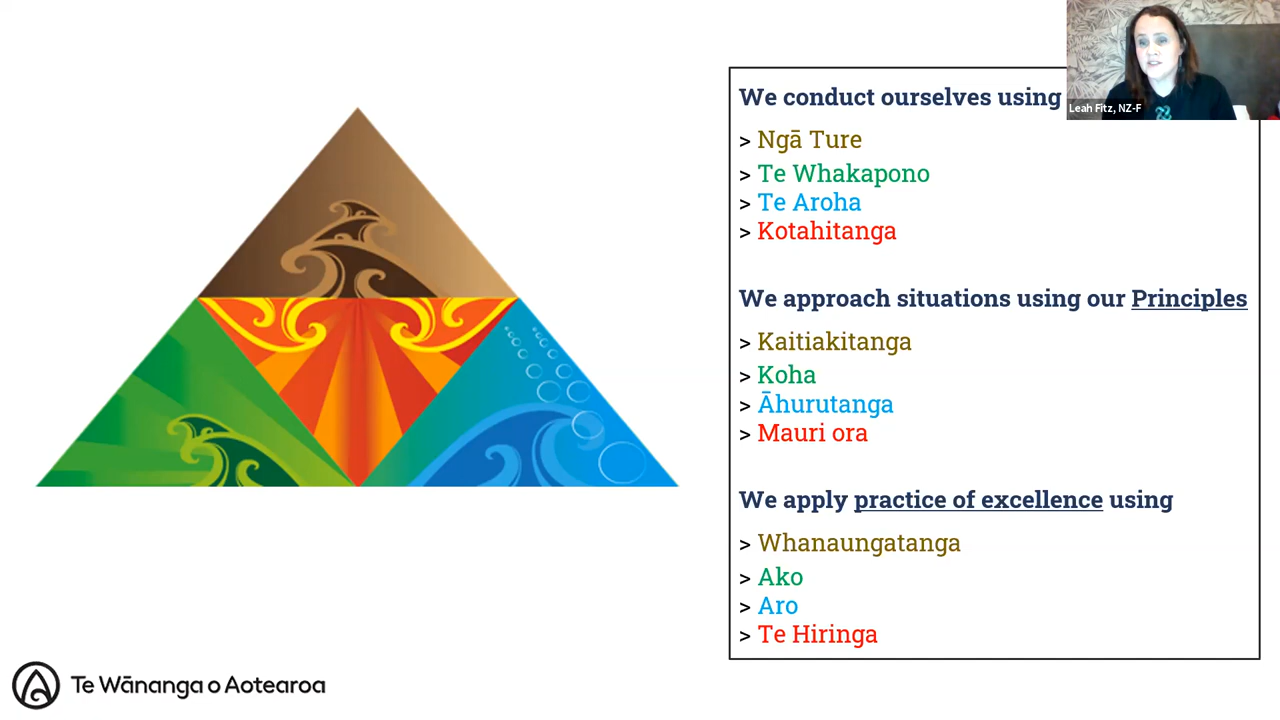 We conduct ourselves using
Leah Fitz, NZ-F
> Ngā Ture
> Te Whakapono
> Te Aroha
> Kotahitanga
We approach situations using our Principles
> Kaitiakitanga
> Koha
> Āhurutanga
> Mauri ora
We apply practice of excellence using
> Whanaungatanga
> Ako
> Aro
> Te Hiringa
Te Wānanga o Aotearoa